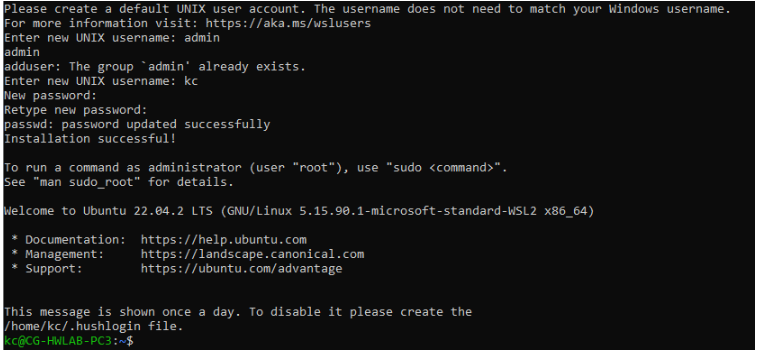 Please create a default UNIX user account. The username does not need to match your Windows username.
For more information visit: https://aka.ms/wslusers
Enter new UNIX username: admin
admin
adduser: The group `admin' already exists.
Enter new UNIX username: kc
New password:
Retype new password:
passwd: password updated successfully
Installation successful!
To run a command as administrator (user "root"), use "sudo <command>".
See "man sudo_root" for details.
Welcome to Ubuntu 22.04.2 LTS (GNU/Linux 5.15.90.1-microsoft-standard-WSL2 x86_64)
* Documentation:  https://help.ubuntu.com
* Management:     https://landscape.canonical.com
* Support:        https://ubuntu.com/advantage
This message is shown once a day. To disable it please create the
/home/kc/.hushlogin file.
kc@CG-HWLAB-PC3:~$